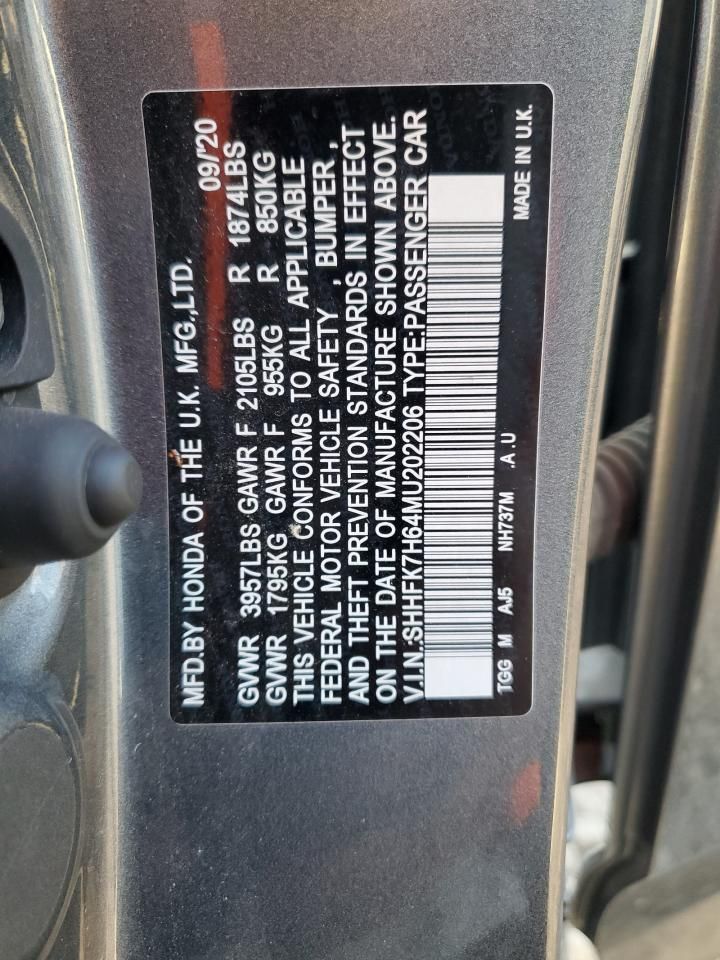 MFD.BY HONDA OF THE U.K. MFG.,LTD. 09/'20
GVWR 3957LBS GAWR F 2105LBS R 1874LBS
GVWR 1795KG GAWR F 955KG R 850KG
THIS VEHICLE CONFORMS TO ALL APPLICABLE
FEDERAL MOTOR VEHICLE SAFETY , BUMPER ,
AND THEFT PREVENTION STANDARDS IN EFFECT
ON THE DATE OF MANUFACTURE SHOWN ABOVE.
V.I.N.:SHHFK7H64MU202206 TYPE:PASSENGER CAR
TGG M AJ5 NH737M .A .U MADE IN U.K.